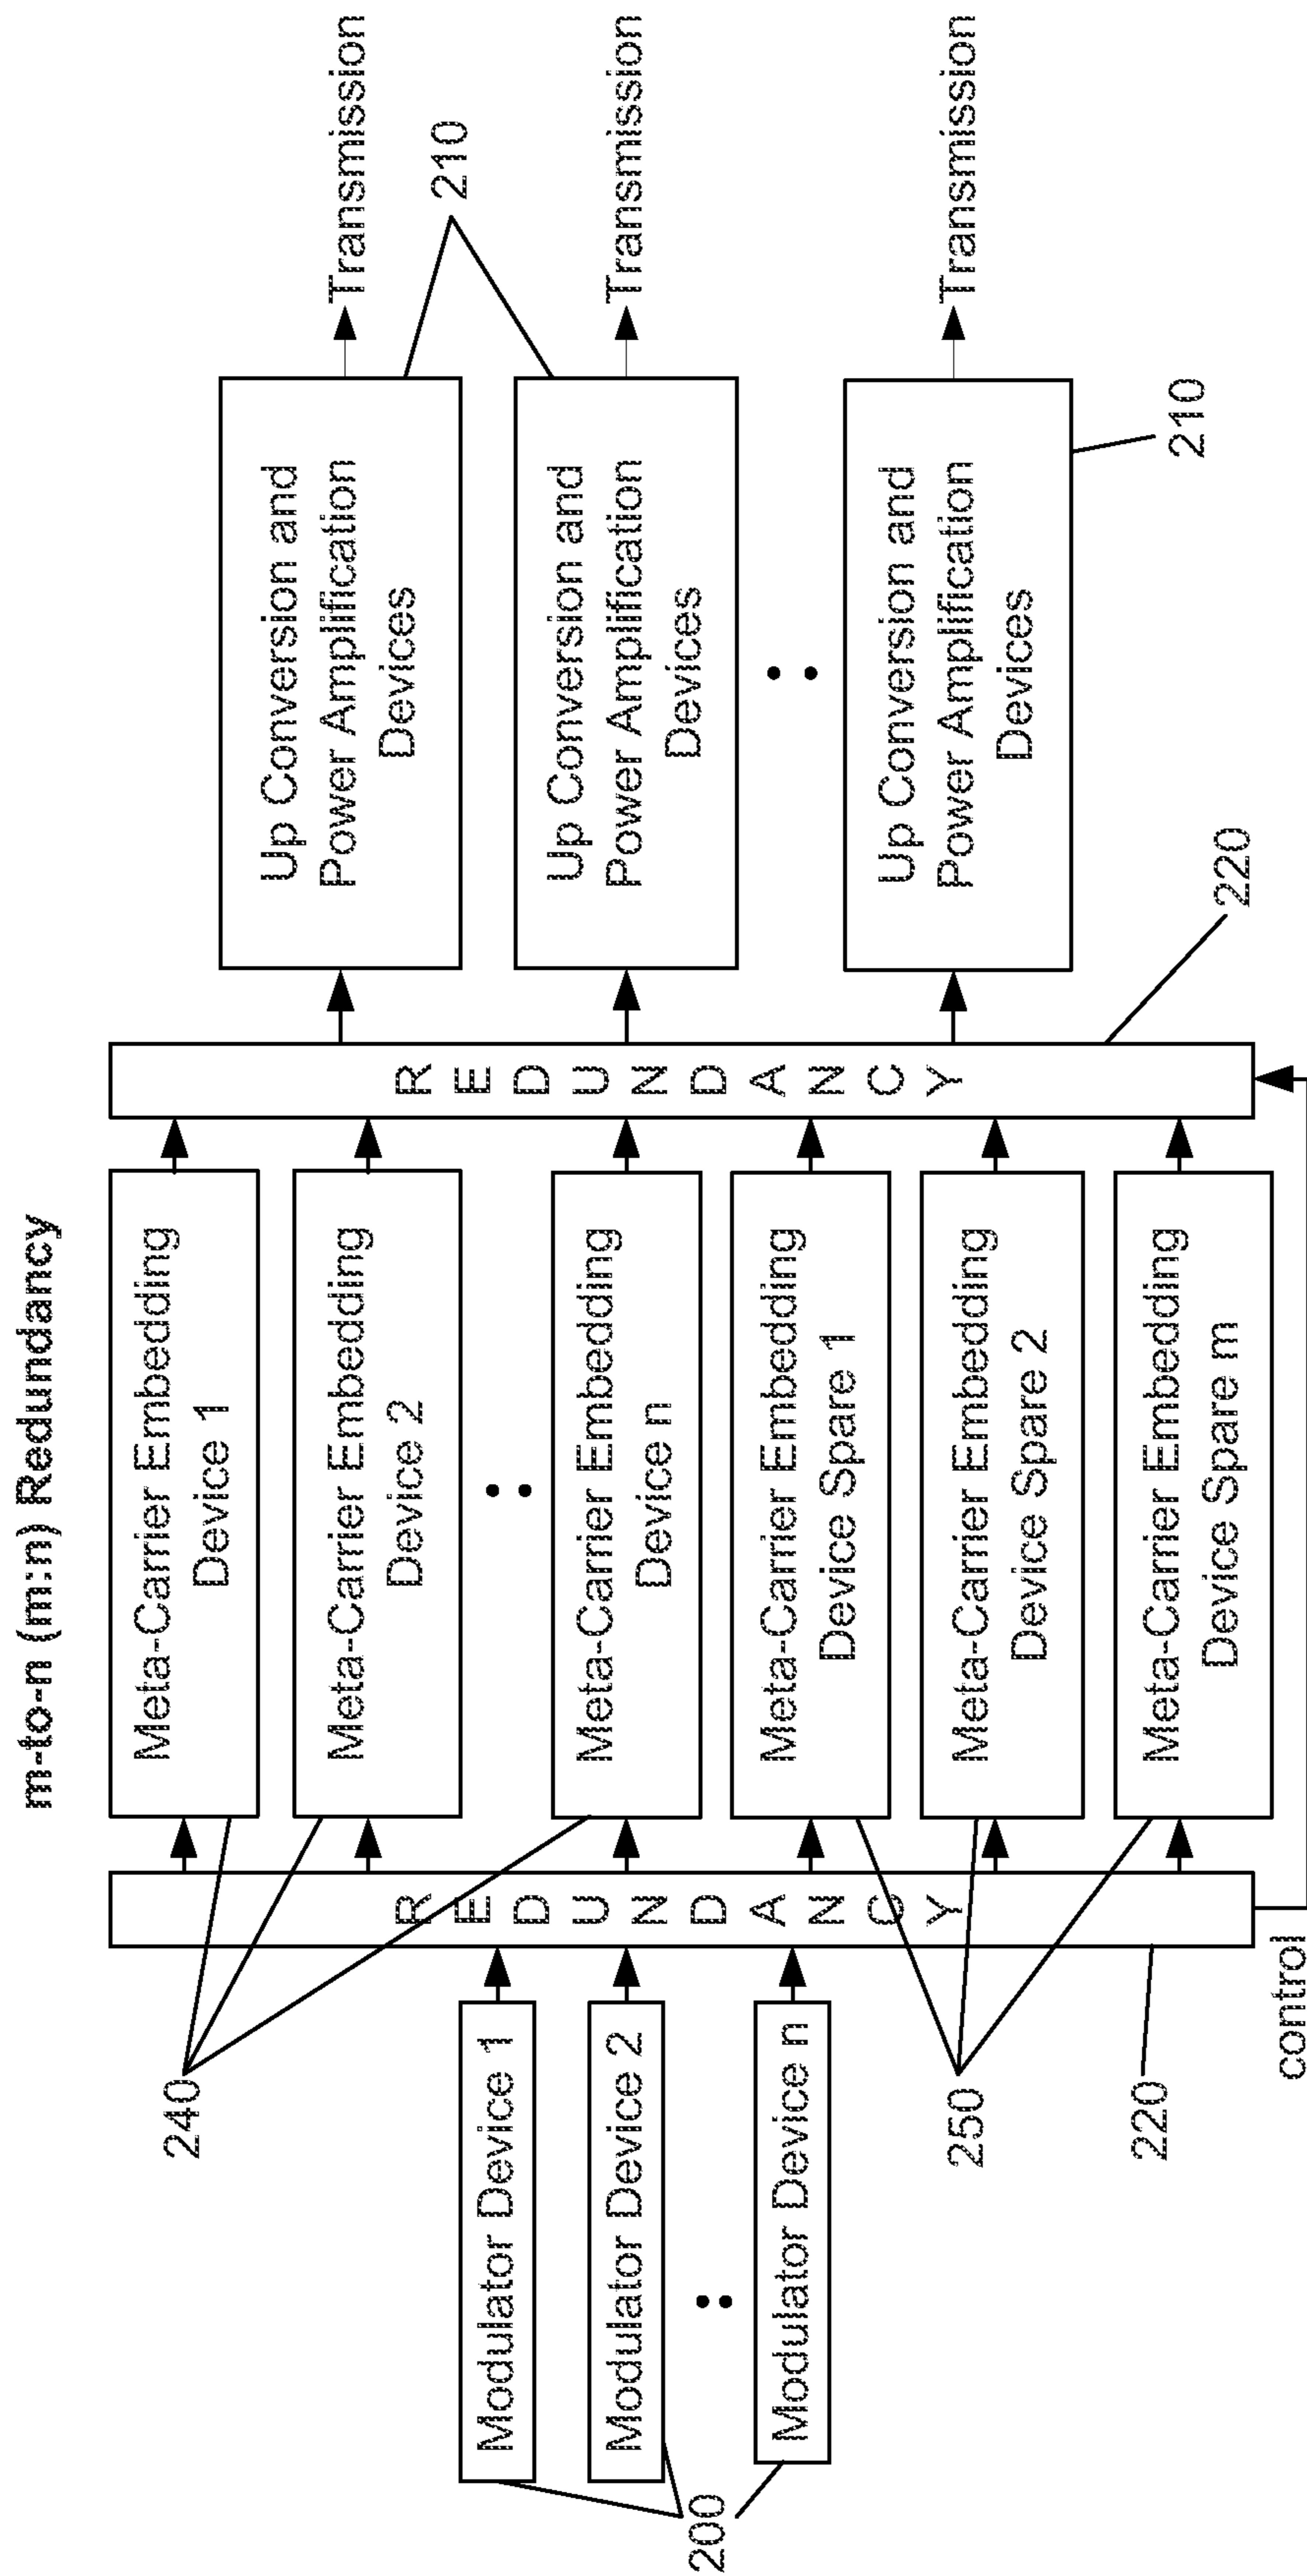 m-to-n (m:n) Redundancy
240
Modulator Device 1
Modulator Device 2
Modulator Device n
200
250
220
control
REDUNDANCY
Meta-Carrier Embedding
Device 1
Meta-Carrier Embedding
Device 2
Meta-Carrier Embedding
Device n
Meta-Carrier Embedding
Device Spare 1
Meta-Carrier Embedding
Device Spare 2
Meta-Carrier Embedding
Device Spare m
REDUNDANCY
220
Up Conversion and
Power Amplification
Devices
Up Conversion and
Power Amplification
Devices
Up Conversion and
Power Amplification
Devices
210
210
Transmission
Transmission
Transmission